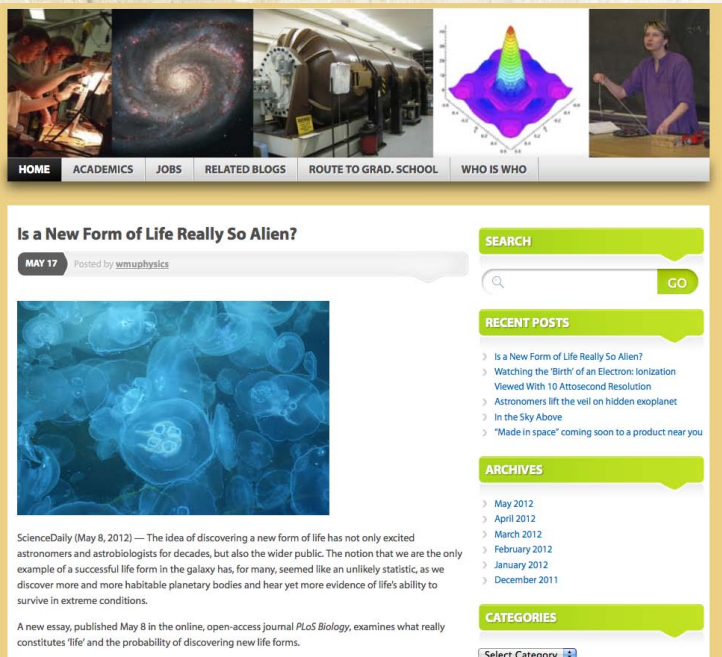 HOME ACADEMICS JOBS RELATED BLOGS ROUTE TO GRAD. SCHOOL WHO IS WHO
Is a New Form of Life Really So Alien?
MAY 17 Posted by wmuphysics
ScienceDaily (May 8, 2012) — The idea of discovering a new form of life has not only excited
astronomers and astrobiologists for decades, but also the wider public. The notion that we are the only
example of a successful life form in the galaxy has, for many, seemed like an unlikely statistic, as we
discover more and more habitable planetary bodies and hear yet more evidence of life's ability to
survive in extreme conditions.
A new essay, published May 8 in the online, open-access journal PLoS Biology, examines what really
constitutes 'life' and the probability of discovering new life forms.
SEARCH
GO
RECENT POSTS
Is a New Form of Life Really So Alien?
Watching the 'Birth' of an Electron: Ionization
Viewed With 10 Attosecond Resolution
Astronomers lift the veil on hidden exoplanet
In the Sky Above
"Made in space" coming soon to a product near you
ARCHIVES
May 2012
April 2012
March 2012
February 2012
January 2012
December 2011
CATEGORIES
Select Category